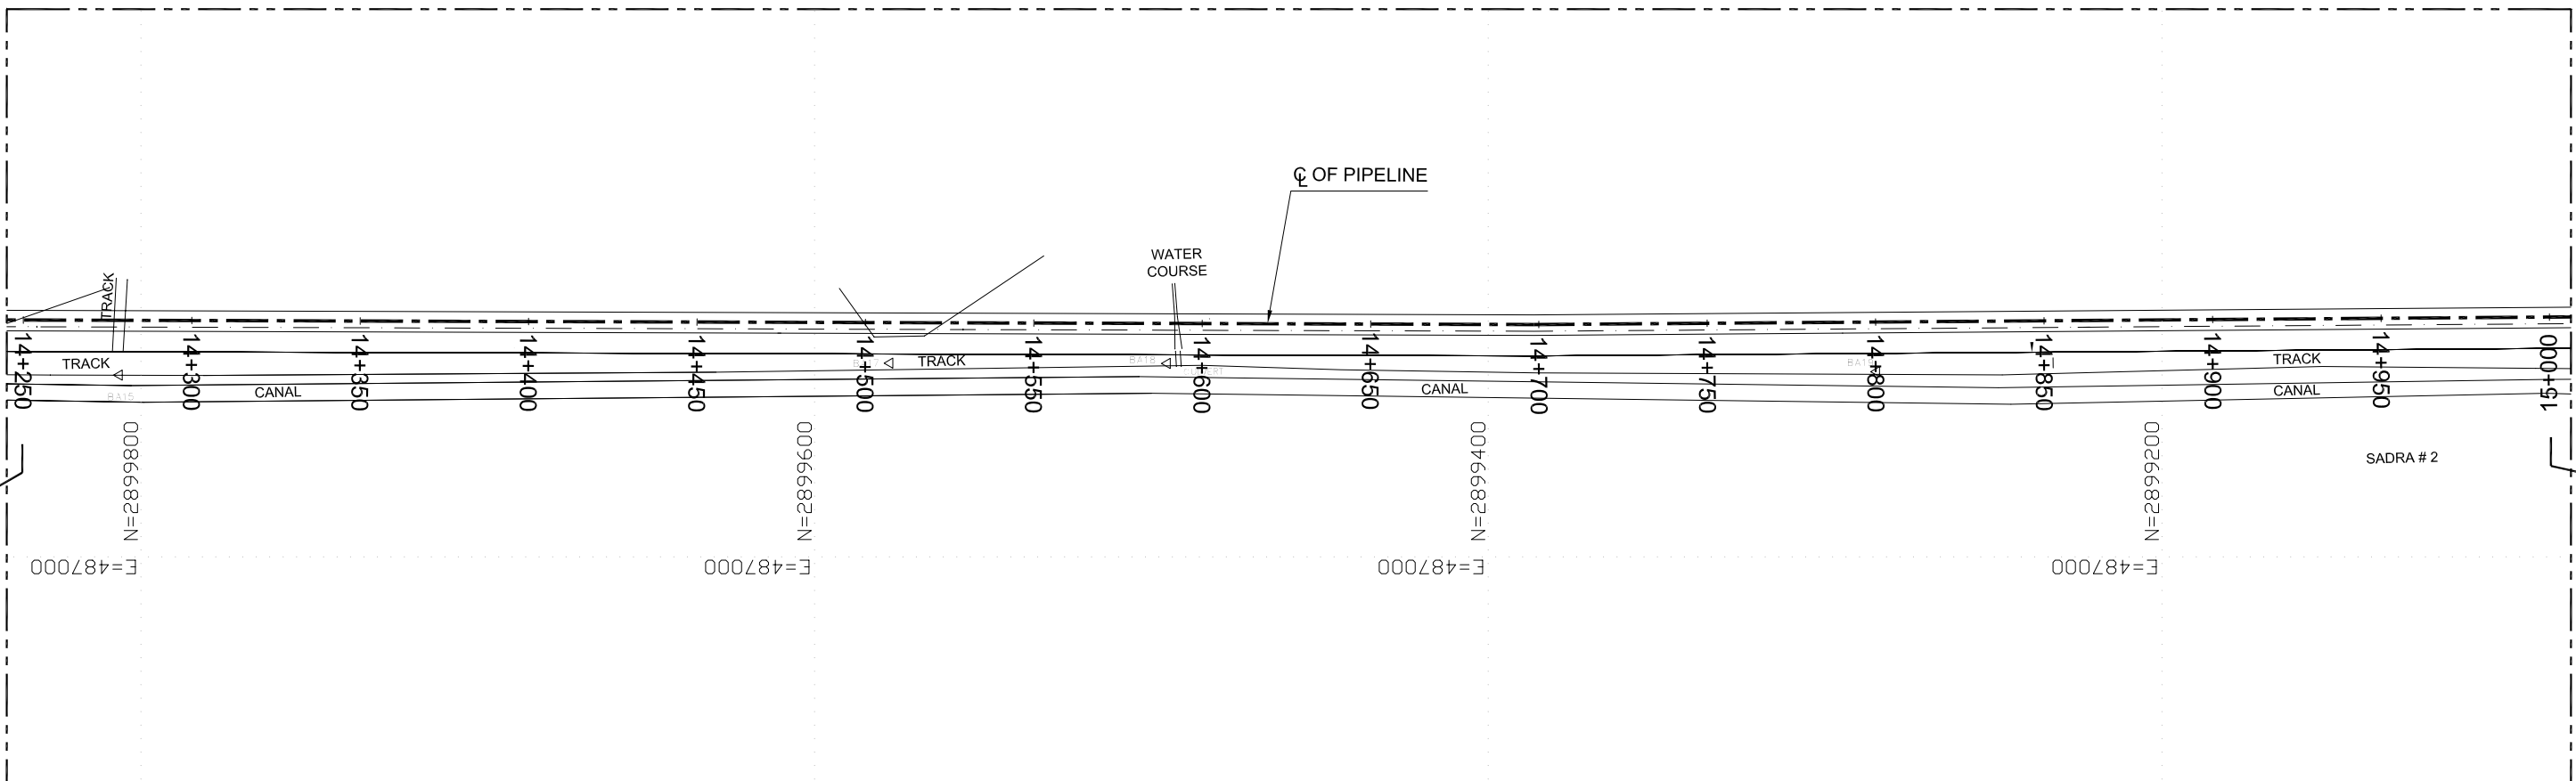 ℄ OF PIPELINE
WATER
COURSE
TRACK
TRACK
TRACK
TRACK
BA15
BA18
CANAL
CANAL
CANAL
14+250
14+300
14+350
14+400
14+450
14+500
14+550
14+600
14+650
14+700
14+750
14+800
14+850
14+900
14+950
15+000
SADRA # 2
N=2899800
N=2899600
N=2899400
N=2899200
E=487000
E=487000
E=487000
E=487000